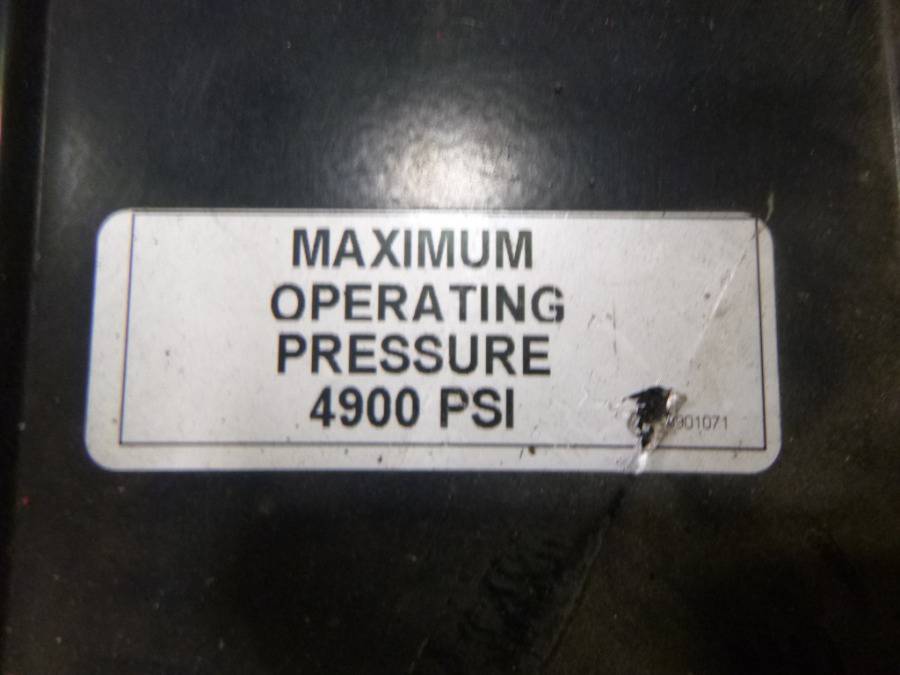 MAXIMUM
OPERATING
PRESSURE
4900 PSI